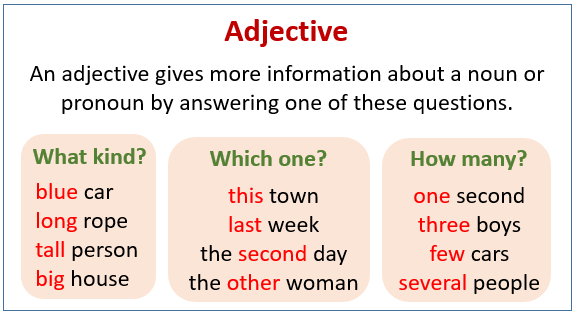 Adjective
An adjective gives more information about a noun or
pronoun by answering one of these questions.
What kind?
blue car
long rope
tall person
big house
Which one?
this town
last week
the second day
the other woman
How many?
one second
three boys
few cars
several people